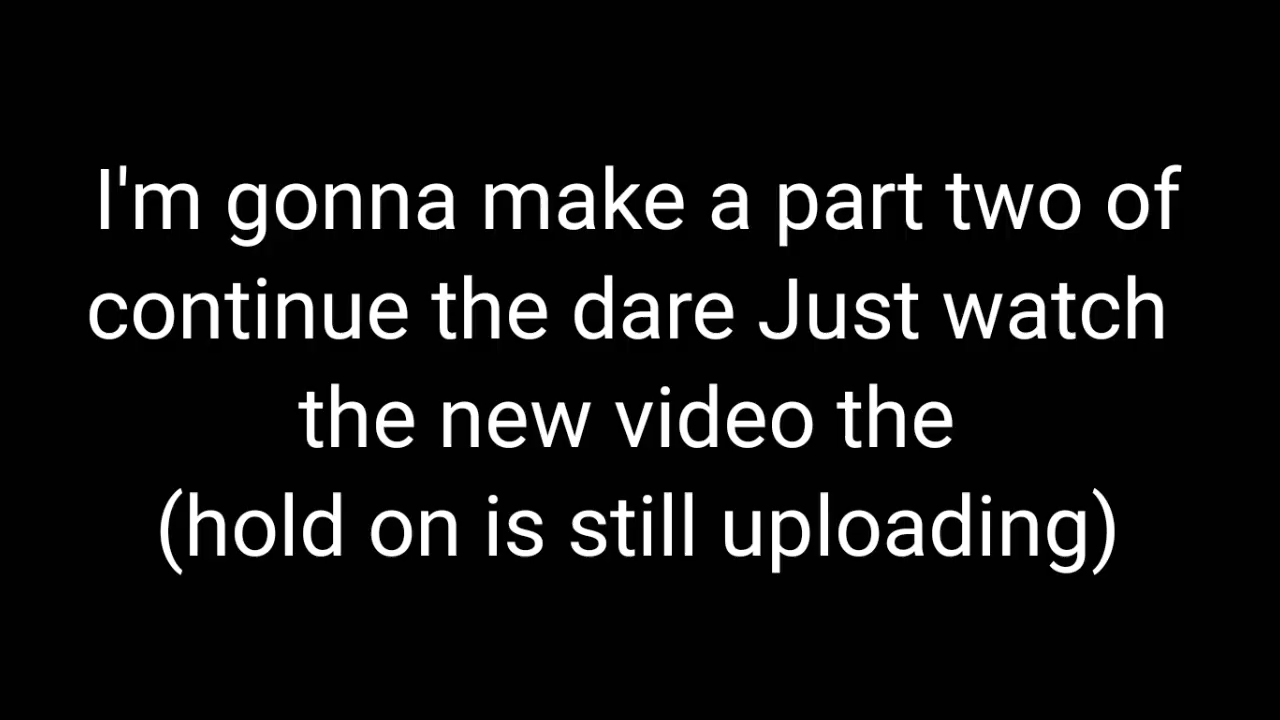 I'm gonna make a part two of
continue the dare Just watch
the new video the
(hold on is still uploading)